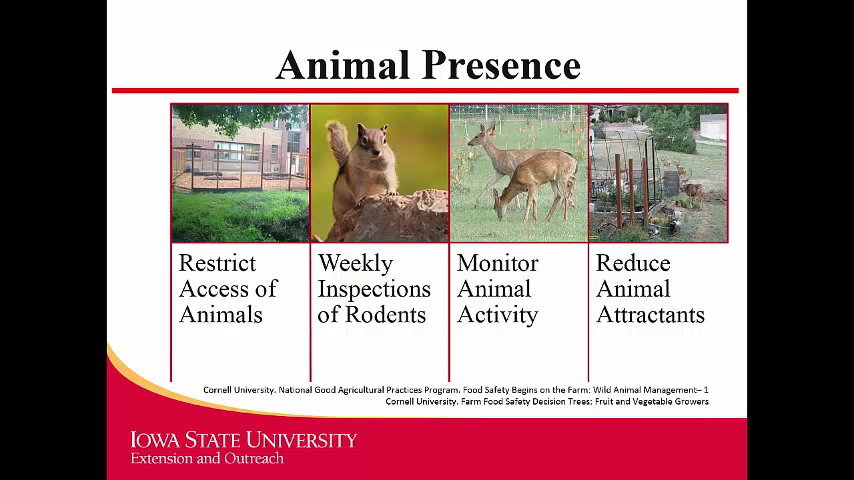 Animal Presence
Restrict
Access of
Animals
Weekly
Inspections
of Rodents
Monitor
Animal
Activity
Reduce
Animal
Attractants
Cornell University. National Good Agricultural Practices Program. Food Safety Begins on the Farm: Wild Animal Management– 1
Cornell University. Farm Food Safety Decision Trees: Fruit and Vegetable Growers
IOWA STATE UNIVERSITY
Extension and Outreach